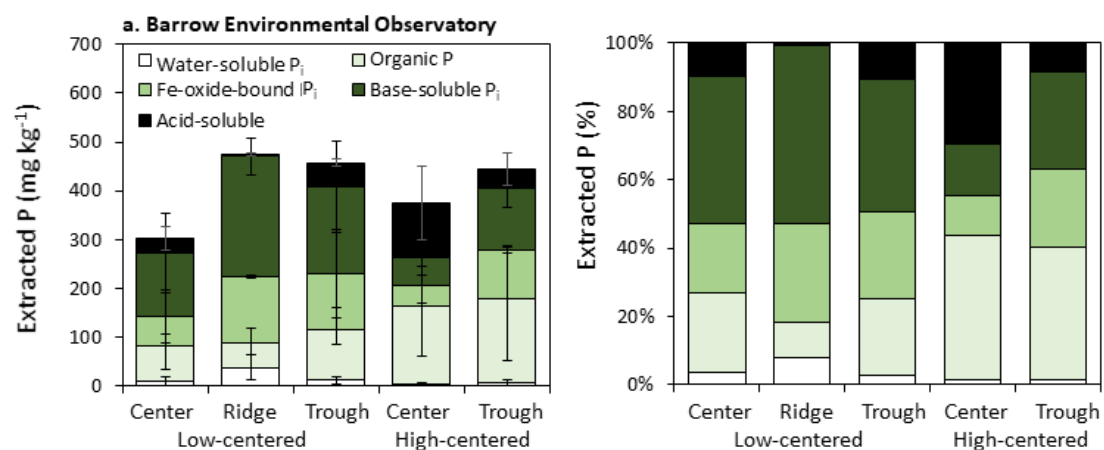 a. Barrow Environmental Observatory
Extracted P (mg kg⁻¹)
700
600
500
400
300
200
100
0
Water-soluble Pᵢ
Organic P
Fe-oxide-bound IPᵢ
Base-soluble Pᵢ
Acid-soluble
Center Ridge Trough Center Trough
Low-centered High-centered
Extracted P (%)
100%
80%
60%
40%
20%
0%
Center Ridge Trough Center Trough
Low-centered High-centered